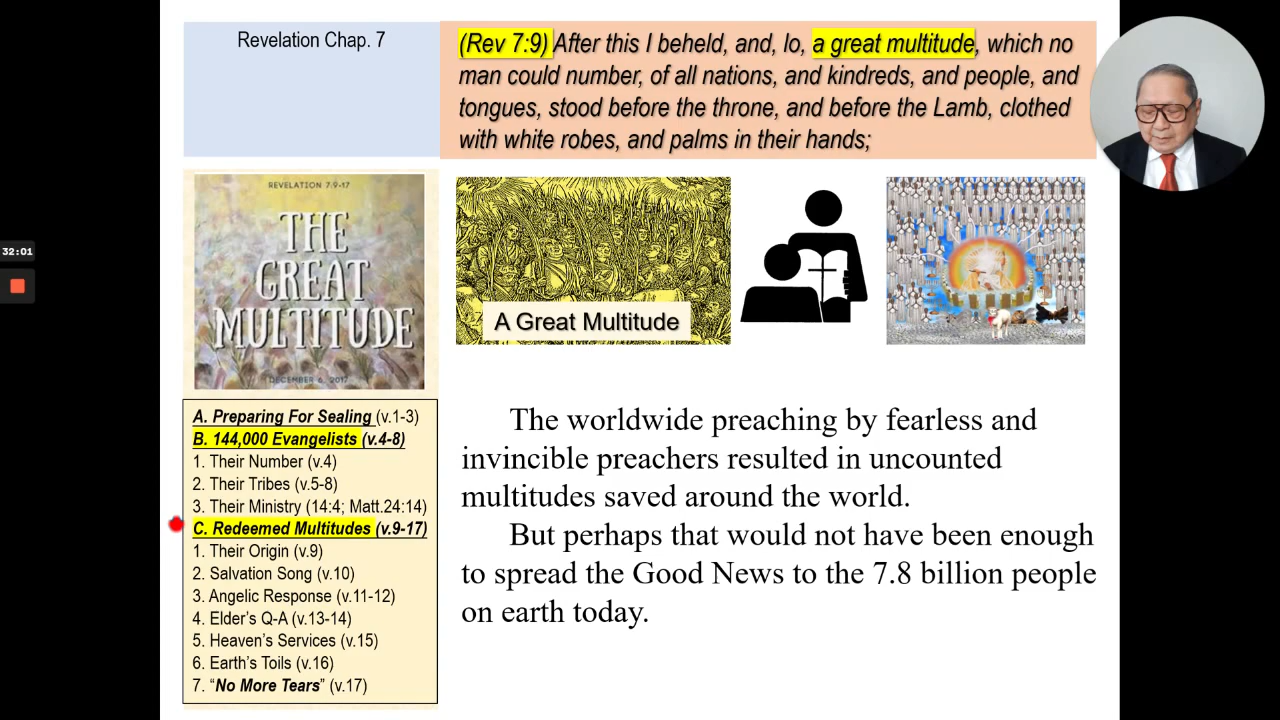 Revelation Chap. 7
(Rev 7:9) After this I beheld, and, lo, a great multitude, which no
man could number, of all nations, and kindreds, and people, and
tongues, stood before the throne, and before the Lamb, clothed
with white robes, and palms in their hands;
32:01
REVELATION 7:9-17
THE
GREAT
MULTITUDE
DECEMBER 6, 2017
A Great Multitude
A. Preparing For Sealing (v.1-3)
B. 144,000 Evangelists (v.4-8)
1. Their Number (v.4)
2. Their Tribes (v.5-8)
3. Their Ministry (14:4; Matt.24:14)
C. Redeemed Multitudes (v.9-17)
1. Their Origin (v.9)
2. Salvation Song (v.10)
3. Angelic Response (v.11-12)
4. Elder's Q-A (v.13-14)
5. Heaven's Services (v.15)
6. Earth's Toils (v.16)
7. “No More Tears” (v.17)
The worldwide preaching by fearless and
invincible preachers resulted in uncounted
multitudes saved around the world.
But perhaps that would not have been enough
to spread the Good News to the 7.8 billion people
on earth today.